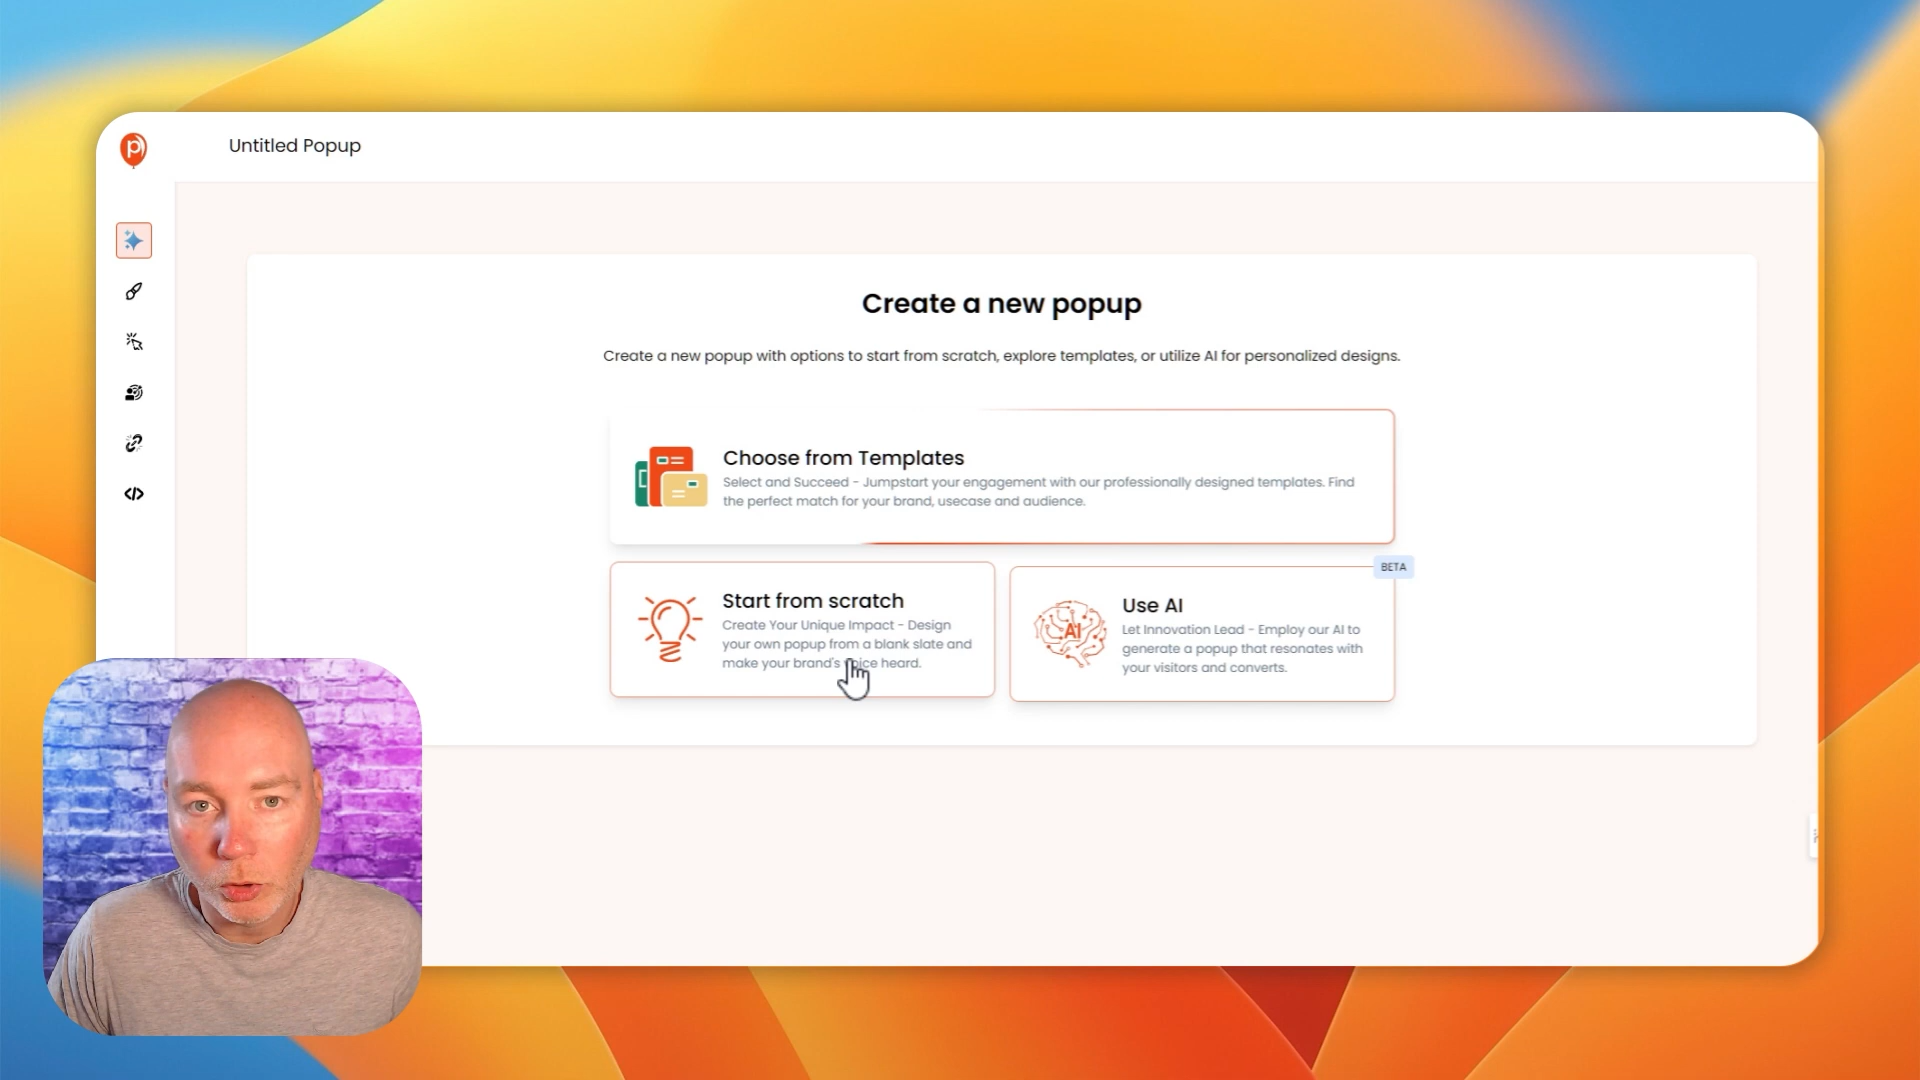 p
Untitled Popup
Create a new popup
Create a new popup with options to start from scratch, explore templates, or utilize AI for personalized designs.
Choose from Templates
Select and Succeed - Jumpstart your engagement with our professionally designed templates. Find
the perfect match for your brand, usecase and audience.
BETA
Start from scratch
Create Your Unique Impact - Design
your own popup from a blank slate and
make your brand's voice heard.
AI
Use AI
Let Innovation Lead - Employ our AI to
generate a popup that resonates with
your visitors and converts.